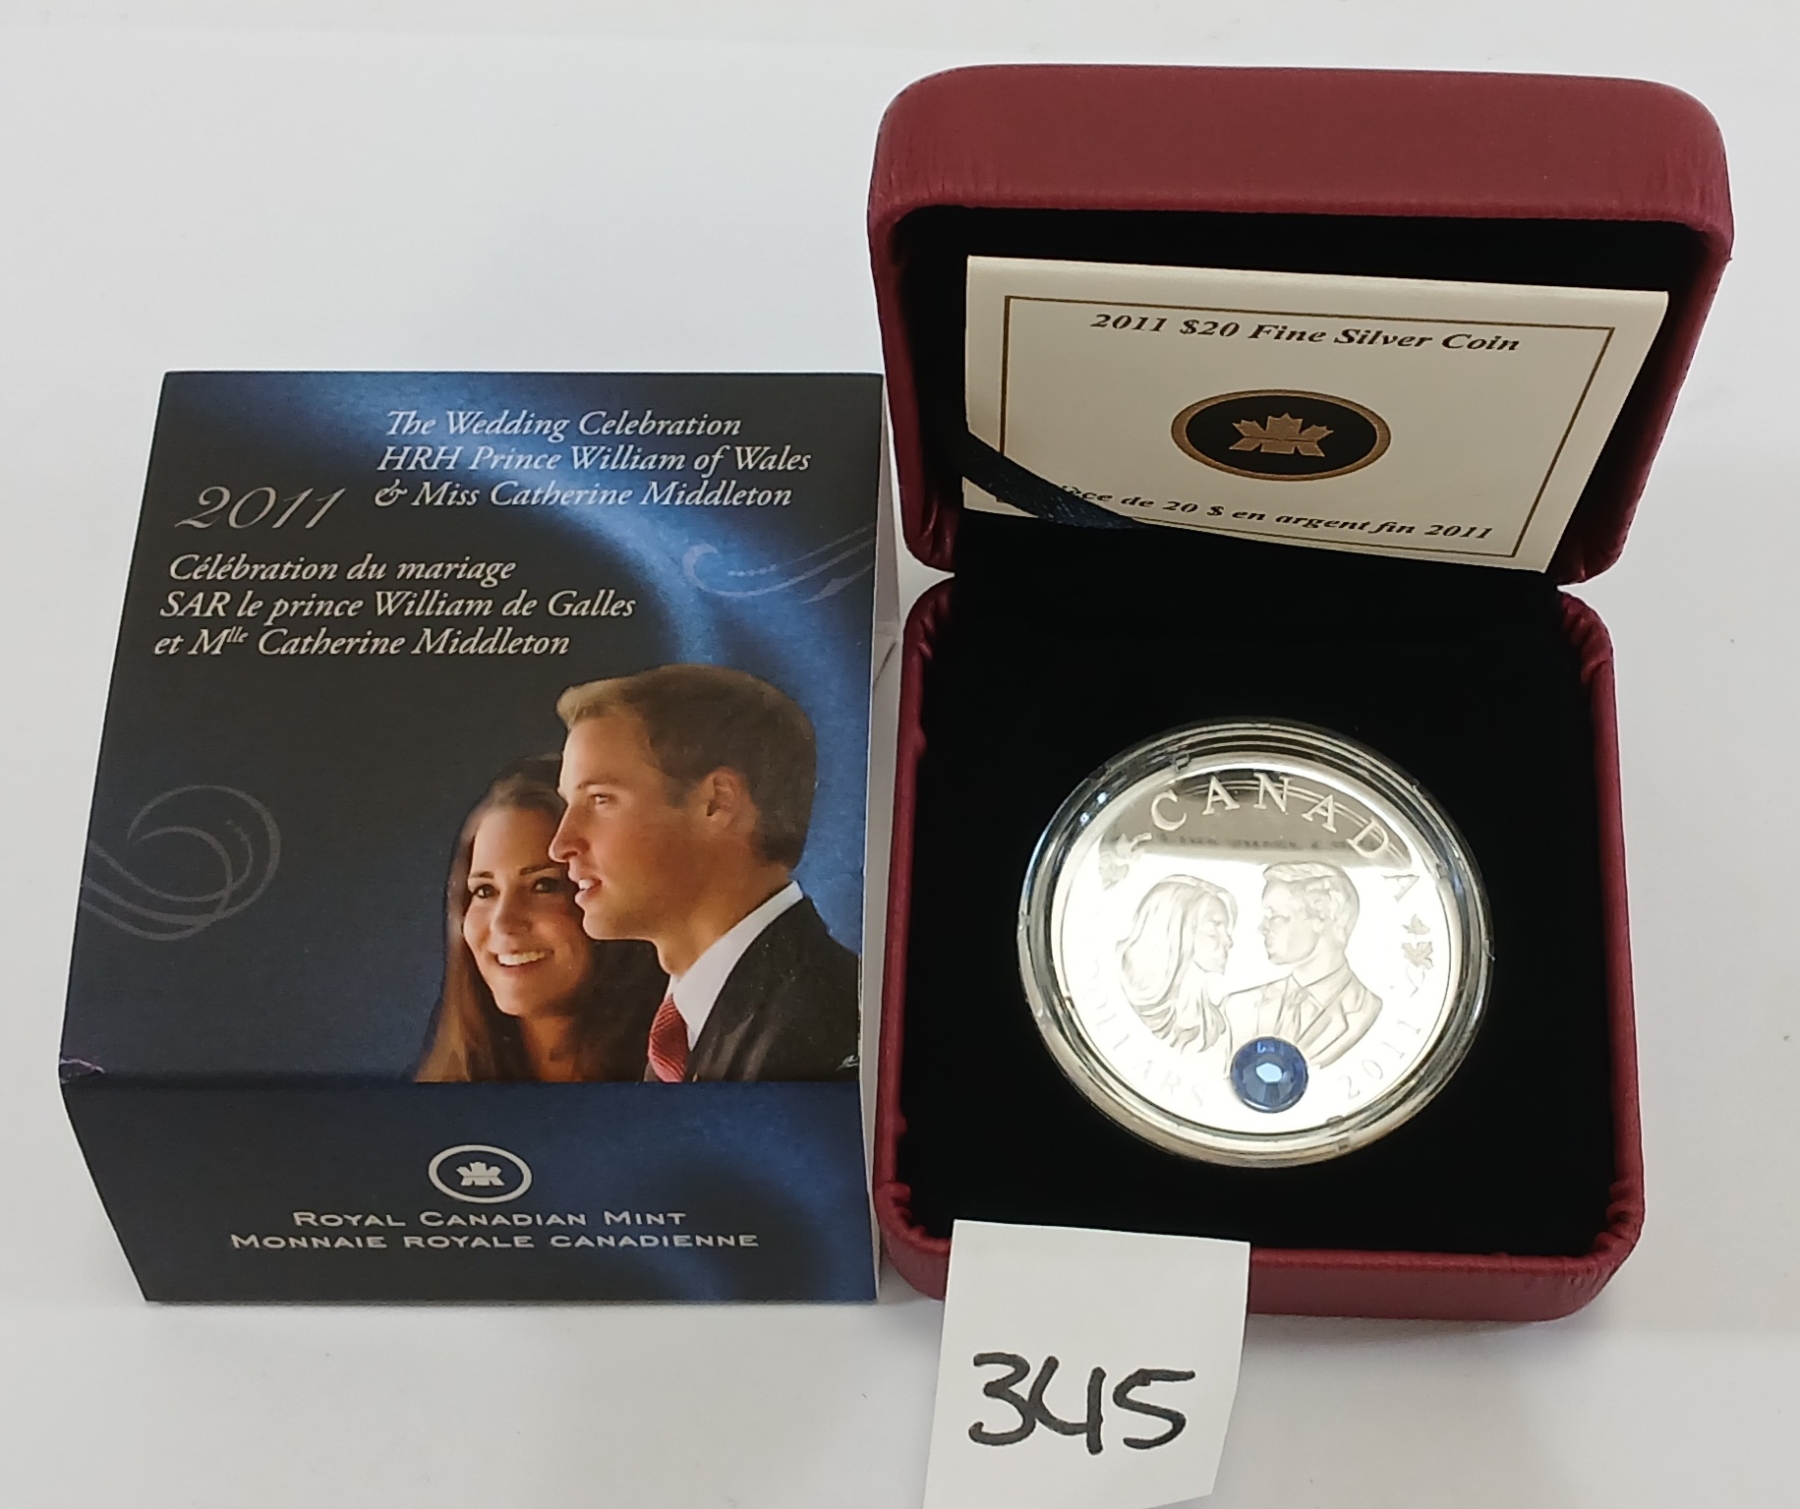 The Wedding Celebration
HRH Prince William of Wales
& Miss Catherine Middleton
2011
Célébration du mariage
SAR le prince William de Galles
et Mlle Catherine Middleton
ROYAL CANADIAN MINT
MONNAIE ROYALE CANADIENNE
2011 $20 Fine Silver Coin
de 20 $ en argent fin 2011
CANADA
DOLLARS
2011
345